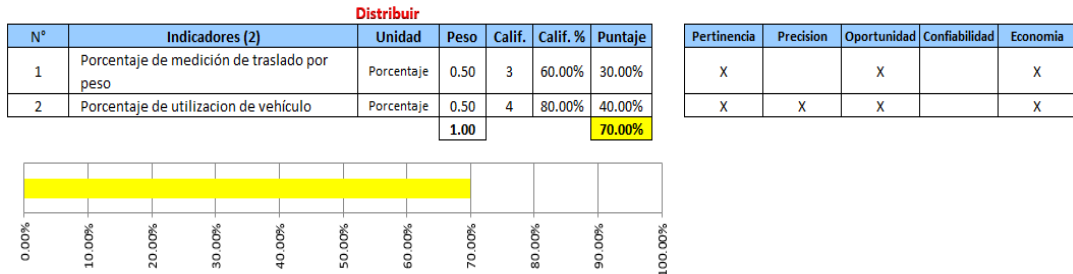 Distribuir
N° Indicadores (2) Unidad Peso Calif. Calif. % Puntaje Pertinencia Precision Oportunidad Confiabilidad Economia
1 Porcentaje de medición de traslado por peso Porcentaje 0.50 3 60.00% 30.00% X X X
2 Porcentaje de utilizacion de vehículo Porcentaje 0.50 4 80.00% 40.00% X X X X
1.00 70.00%
0.00% 10.00% 20.00% 30.00% 40.00% 50.00% 60.00% 70.00% 80.00% 90.00% 100.00%